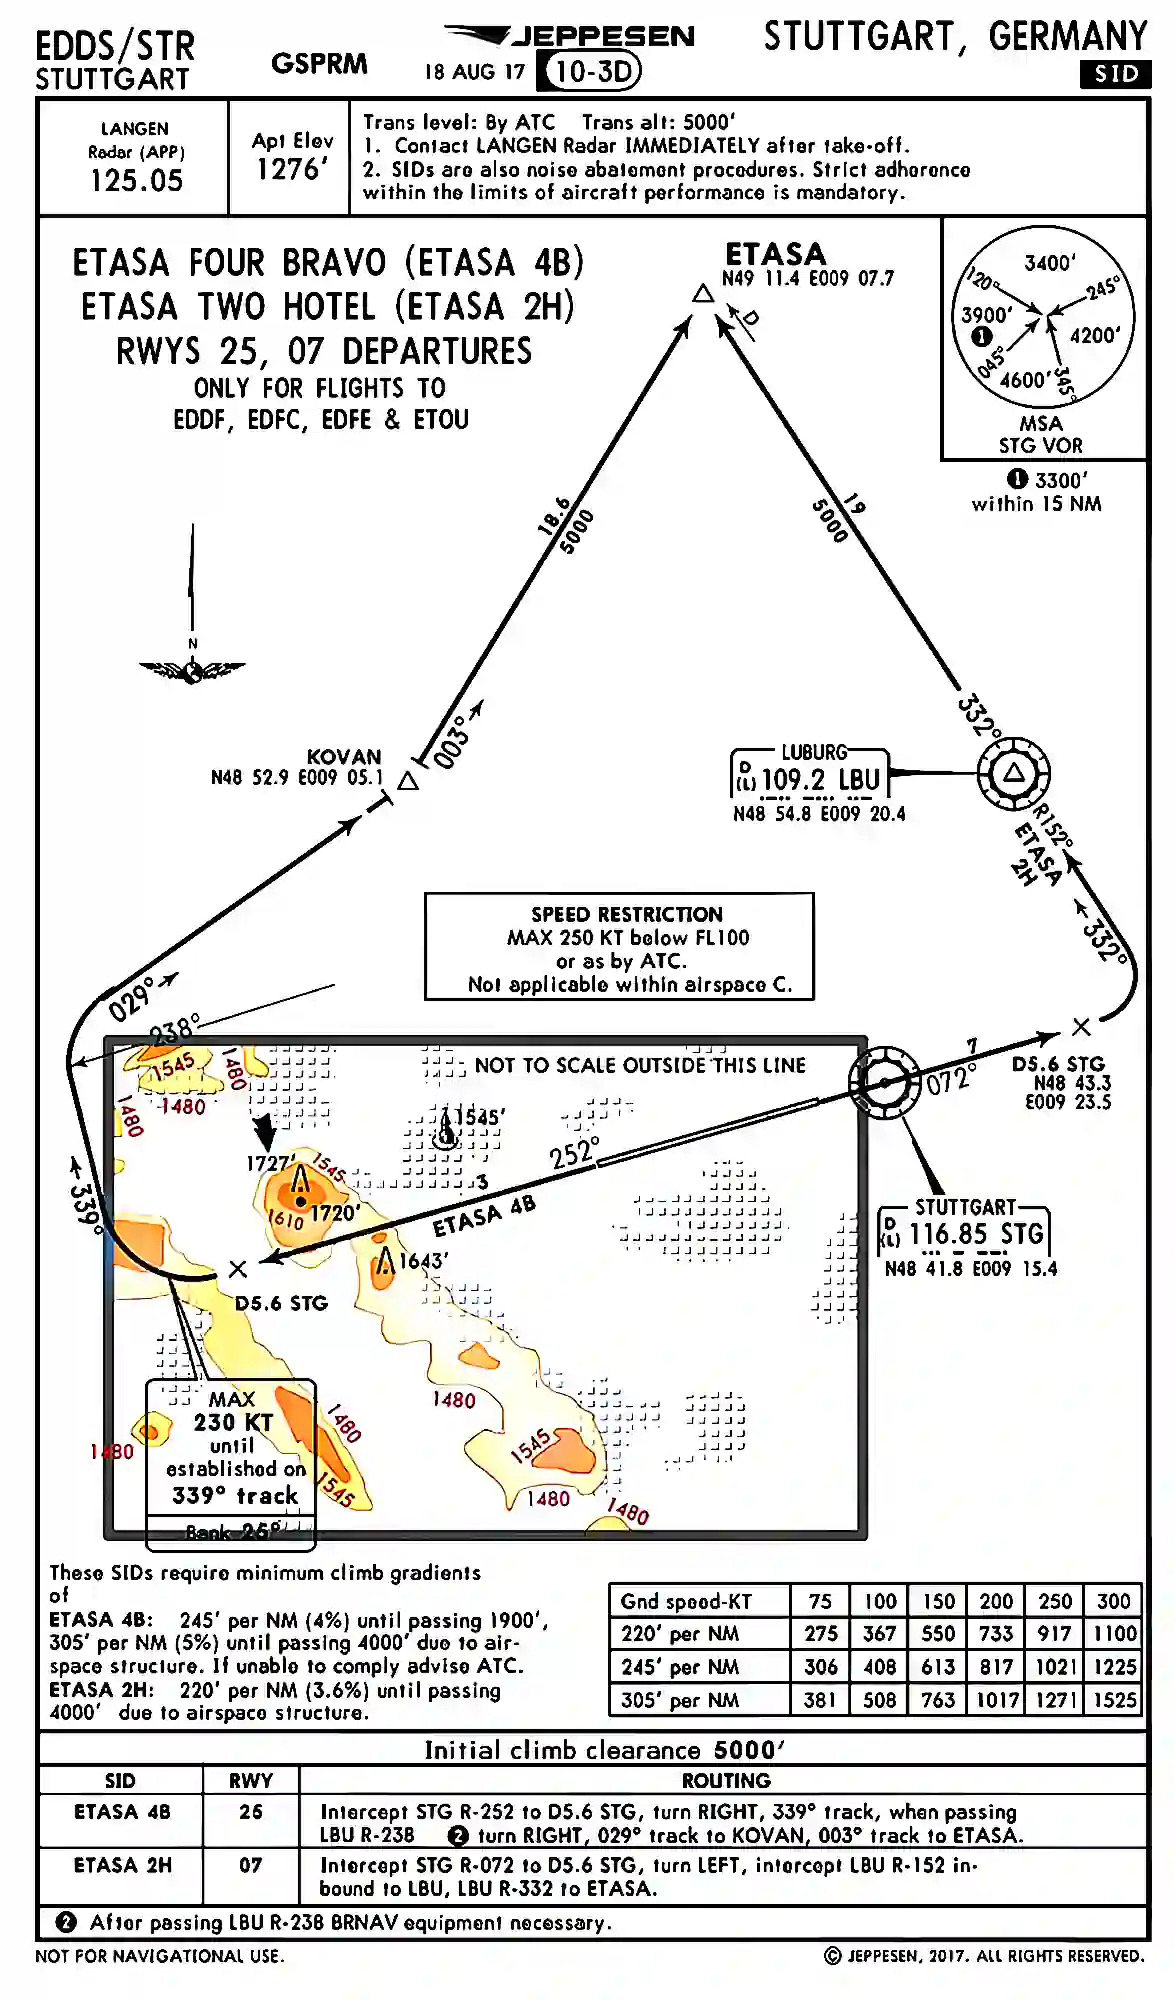 EDDS/STR
STUTTGART
GSPRM
JEPPESEN
18 AUG 17 10-3D
STUTTGART, GERMANY
SID
LANGEN
Radar (APP)
125.05
Apt Elev
1276'
Trans level: By ATC Trans alt: 5000'
1. Contact LANGEN Radar IMMEDIATELY after take-off.
2. SIDs are also noise abatement procedures. Strict adherence
within the limits of aircraft performance is mandatory.
ETASA FOUR BRAVO (ETASA 4B)
ETASA TWO HOTEL (ETASA 2H)
RWYS 25, 07 DEPARTURES
ONLY FOR FLIGHTS TO
EDDF, EDFC, EDFE & ETOU
ETASA
N49 11.4 E009 07.7
D
3400'
120°
245°
3900'
1
4200'
045°
4600'
345°
MSA
STG VOR
1 3300'
within 15 NM
18.6
5000
19
5000
N
003°
332°
KOVAN
N48 52.9 E009 05.1
LUBURG
D
(L) 109.2 LBU
N48 54.8 E009 20.4
R152°
ETASA
2H
332°
SPEED RESTRICTION
MAX 250 KT below FL100
or as by ATC.
Not applicable within airspace C.
029°
238°
NOT TO SCALE OUTSIDE THIS LINE
7
072°
D5.6 STG
N48 43.3
E009 23.5
1545
1480
1480
1480
1545'
1727'
1545
1610
1720'
252°
3
ETASA 4B
339°
1643'
D5.6 STG
STUTTGART
D
(L) 116.85 STG
N48 41.8 E009 15.4
MAX
230 KT
until
established on
339° track
Bank 25°
1480
1480
1545
1480
1545
1480
1480
These SIDs require minimum climb gradients
of
ETASA 4B: 245' per NM (4%) until passing 1900',
305' per NM (5%) until passing 4000' due to air-
space structure. If unable to comply advise ATC.
ETASA 2H: 220' per NM (3.6%) until passing
4000' due to airspace structure.
Gnd speed-KT 75 100 150 200 250 300
220' per NM 275 367 550 733 917 1100
245' per NM 306 408 613 817 1021 1225
305' per NM 381 508 763 1017 1271 1525
Initial climb clearance 5000'
SID RWY ROUTING
ETASA 4B 25 Intercept STG R-252 to D5.6 STG, turn RIGHT, 339° track, when passing
LBU R-238 2 turn RIGHT, 029° track to KOVAN, 003° track to ETASA.
ETASA 2H 07 Intercept STG R-072 to D5.6 STG, turn LEFT, intercept LBU R-152 in-
bound to LBU, LBU R-332 to ETASA.
2 After passing LBU R-238 BRNAV equipment necessary.
NOT FOR NAVIGATIONAL USE.
© JEPPESEN, 2017. ALL RIGHTS RESERVED.